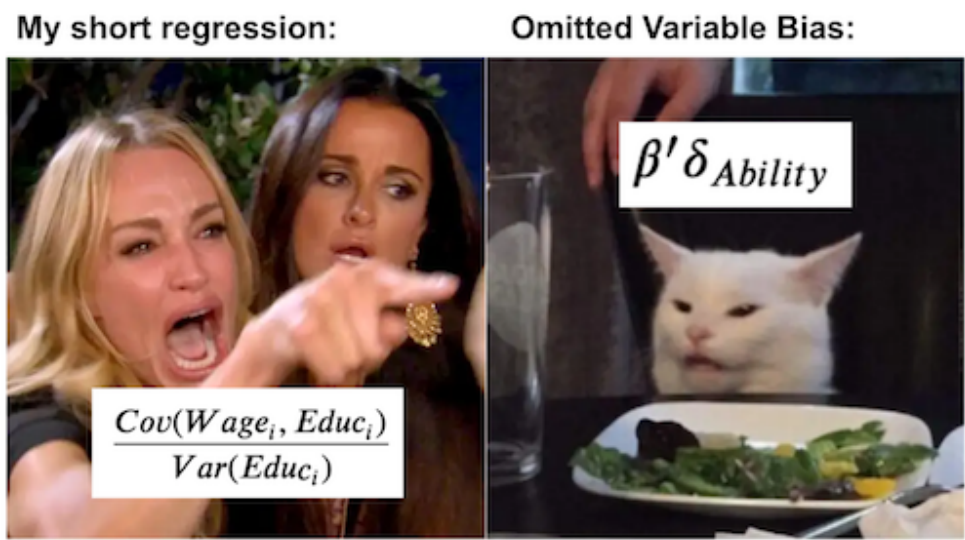 My short regression:
Omitted Variable Bias:
β′δ_Ability
Cov(Wage_i, Educ_i)
Var(Educ_i)